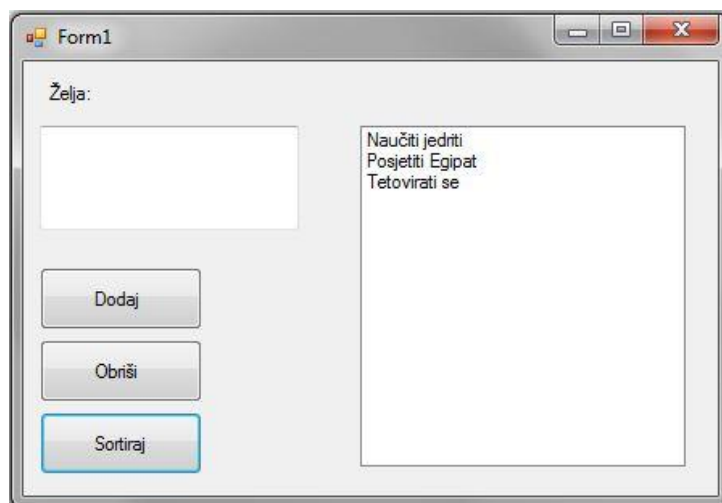 Form1
Želja:
Naučiti jedriti
Posjetiti Egipat
Tetovirati se
Dodaj
Obriši
Sortiraj